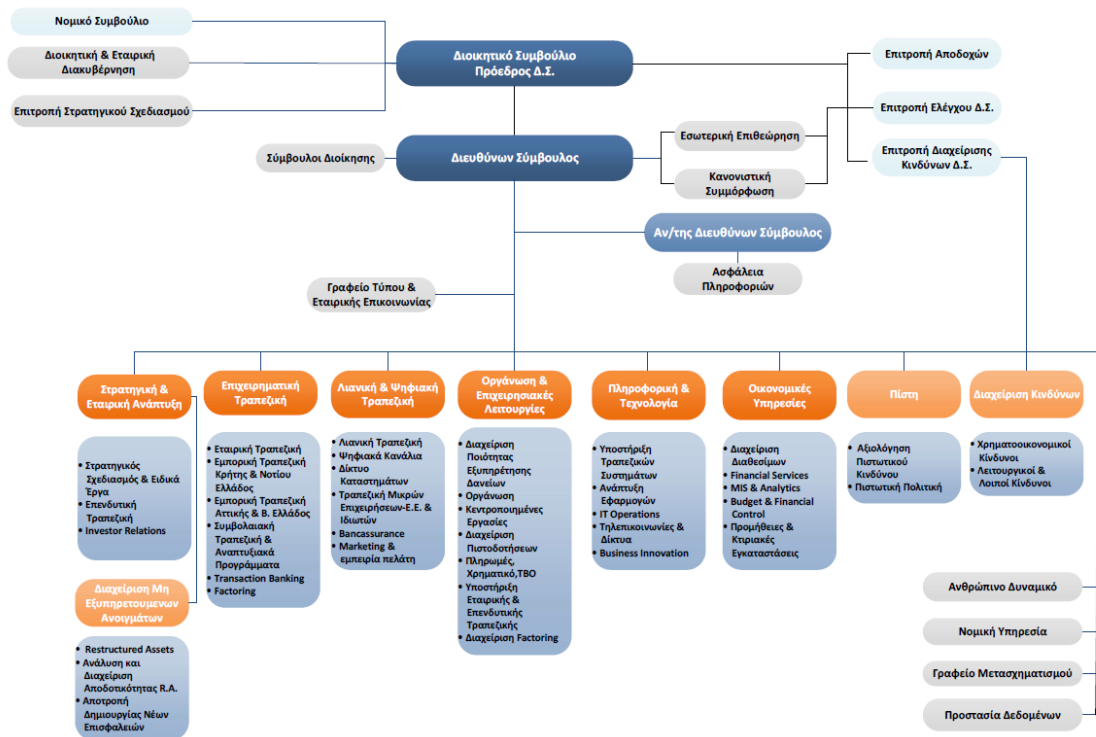 Νομικό Συμβούλιο
Διοικητική & Εταιρική
Διακυβέρνηση
Επιτροπή Στρατηγικού Σχεδιασμού
Διοικητικό Συμβούλιο
Πρόεδρος Δ.Σ.
Επιτροπή Αποδοχών
Επιτροπή Ελέγχου Δ.Σ.
Επιτροπή Διαχείρισης
Κινδύνων Δ.Σ.
Σύμβουλοι Διοίκησης
Διευθύνων Σύμβουλος
Εσωτερική Επιθεώρηση
Κανονιστική
Συμμόρφωση
Αν/της Διευθύνων Σύμβουλος
Ασφάλεια
Πληροφοριών
Γραφείο Τύπου &
Εταιρικής Επικοινωνίας
Στρατηγική &
Εταιρική Ανάπτυξη
• Στρατηγικός
Σχεδιασμός & Ειδικά
Έργα
• Επενδυτική
Τραπεζική
• Investor Relations
Διαχείριση Μη
Εξυπηρετουμενων
Ανοιγμάτων
• Restructured Assets
• Ανάλυση και
Διαχείριση
Αποδοτικότητας R.A.
• Αποτροπή
Δημιουργίας Νέων
Επισφαλειών
Επιχειρηματική
Τραπεζική
• Εταιρική Τραπεζική
• Εμπορική Τραπεζική
Κρήτης & Νοτίου
Ελλάδος
• Εμπορική Τραπεζική
Αττικής & Β. Ελλάδος
• Συμβολαιακή
Τραπεζική &
Αναπτυξιακά
Προγράμματα
• Transaction Banking
• Factoring
Λιανική & Ψηφιακή
Τραπεζική
• Λιανική Τραπεζική
• Ψηφιακά Κανάλια
• Δίκτυο
Καταστημάτων
• Τραπεζική Μικρών
Επιχειρήσεων-Ε.Ε. &
Ιδιωτών
• Bancassurance
• Marketing &
εμπειρία πελάτη
Οργάνωση &
Επιχειρησιακές
Λειτουργίες
• Διαχείριση
Ποιότητας
Εξυπηρέτησης
Δανείων
• Οργάνωση
• Κεντροποιημένες
Εργασίες
• Διαχείριση
Πιστοδοτήσεων
• Πληρωμές,
Χρηματικό,ΤΒΟ
• Υποστήριξη
Εταιρικής &
Επενδυτικής
Τραπεζικής
• Διαχείριση Factoring
Πληροφορική &
Τεχνολογία
• Υποστήριξη
Τραπεζικών
Συστημάτων
• Ανάπτυξη
Εφαρμογών
• IT Operations
• Τηλεπικοινωνίες &
Δίκτυα
• Business Innovation
Οικονομικές
Υπηρεσίες
• Διαχείριση
Διαθεσίμων
• Financial Services
• MIS & Analytics
• Budget & Financial
Control
• Προμήθειες &
Κτιριακές
Εγκαταστάσεις
Πίστη
• Αξιολόγηση
Πιστωτικού
Κινδύνου
• Πιστωτική Πολιτική
Διαχείριση Κινδύνων
• Χρηματοοικονομικοί
Κίνδυνοι
• Λειτουργικοί &
Λοιποί Κίνδυνοι
Ανθρώπινο Δυναμικό
Νομική Υπηρεσία
Γραφείο Μετασχηματισμού
Προστασία Δεδομένων